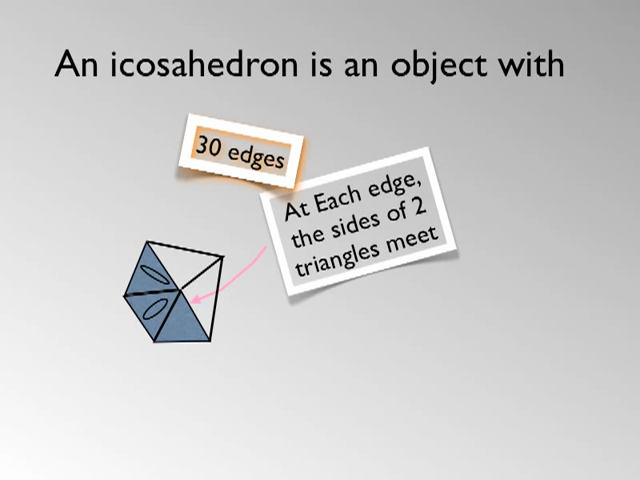 An icosahedron is an object with
30 edges
At Each edge,
the sides of 2
triangles meet